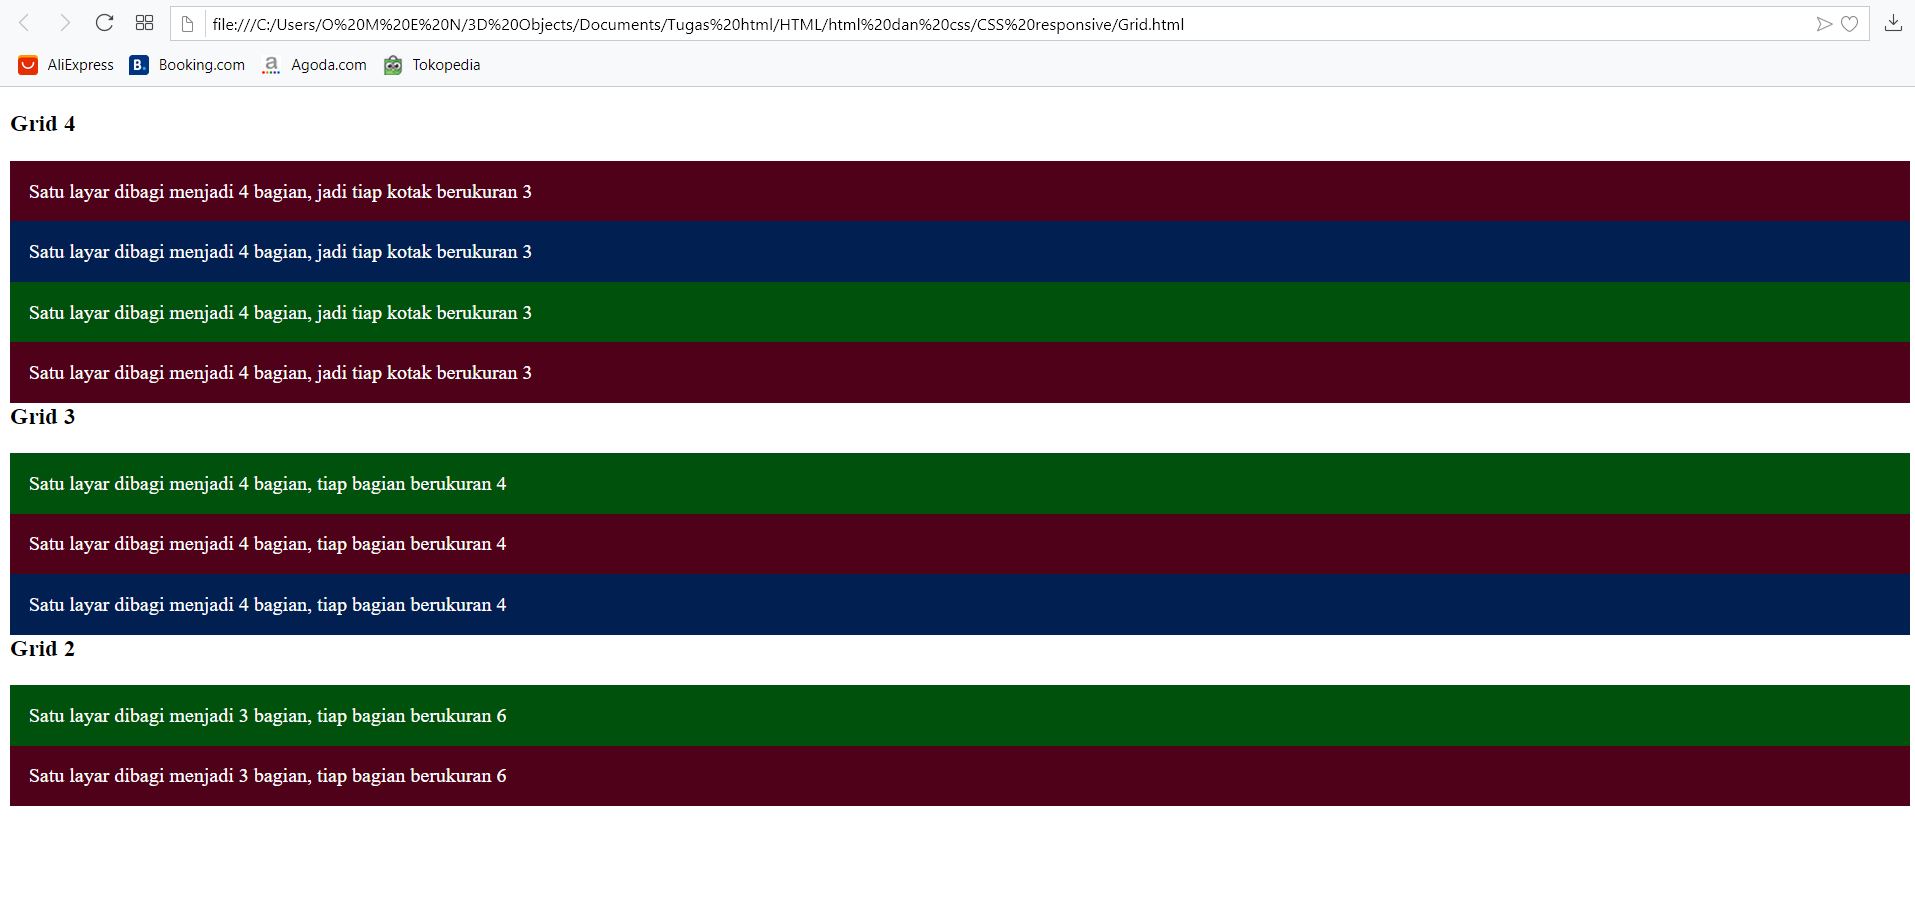 file:///C:/Users/O%20M%20E%20N/3D%20Objects/Documents/Tugas%20html/HTML/html%20dan%20css/CSS%20responsive/Grid.html
AliExpress B. Booking.com a Agoda.com Tokopedia
Grid 4
Satu layar dibagi menjadi 4 bagian, jadi tiap kotak berukuran 3
Satu layar dibagi menjadi 4 bagian, jadi tiap kotak berukuran 3
Satu layar dibagi menjadi 4 bagian, jadi tiap kotak berukuran 3
Satu layar dibagi menjadi 4 bagian, jadi tiap kotak berukuran 3
Grid 3
Satu layar dibagi menjadi 4 bagian, tiap bagian berukuran 4
Satu layar dibagi menjadi 4 bagian, tiap bagian berukuran 4
Satu layar dibagi menjadi 4 bagian, tiap bagian berukuran 4
Grid 2
Satu layar dibagi menjadi 3 bagian, tiap bagian berukuran 6
Satu layar dibagi menjadi 3 bagian, tiap bagian berukuran 6